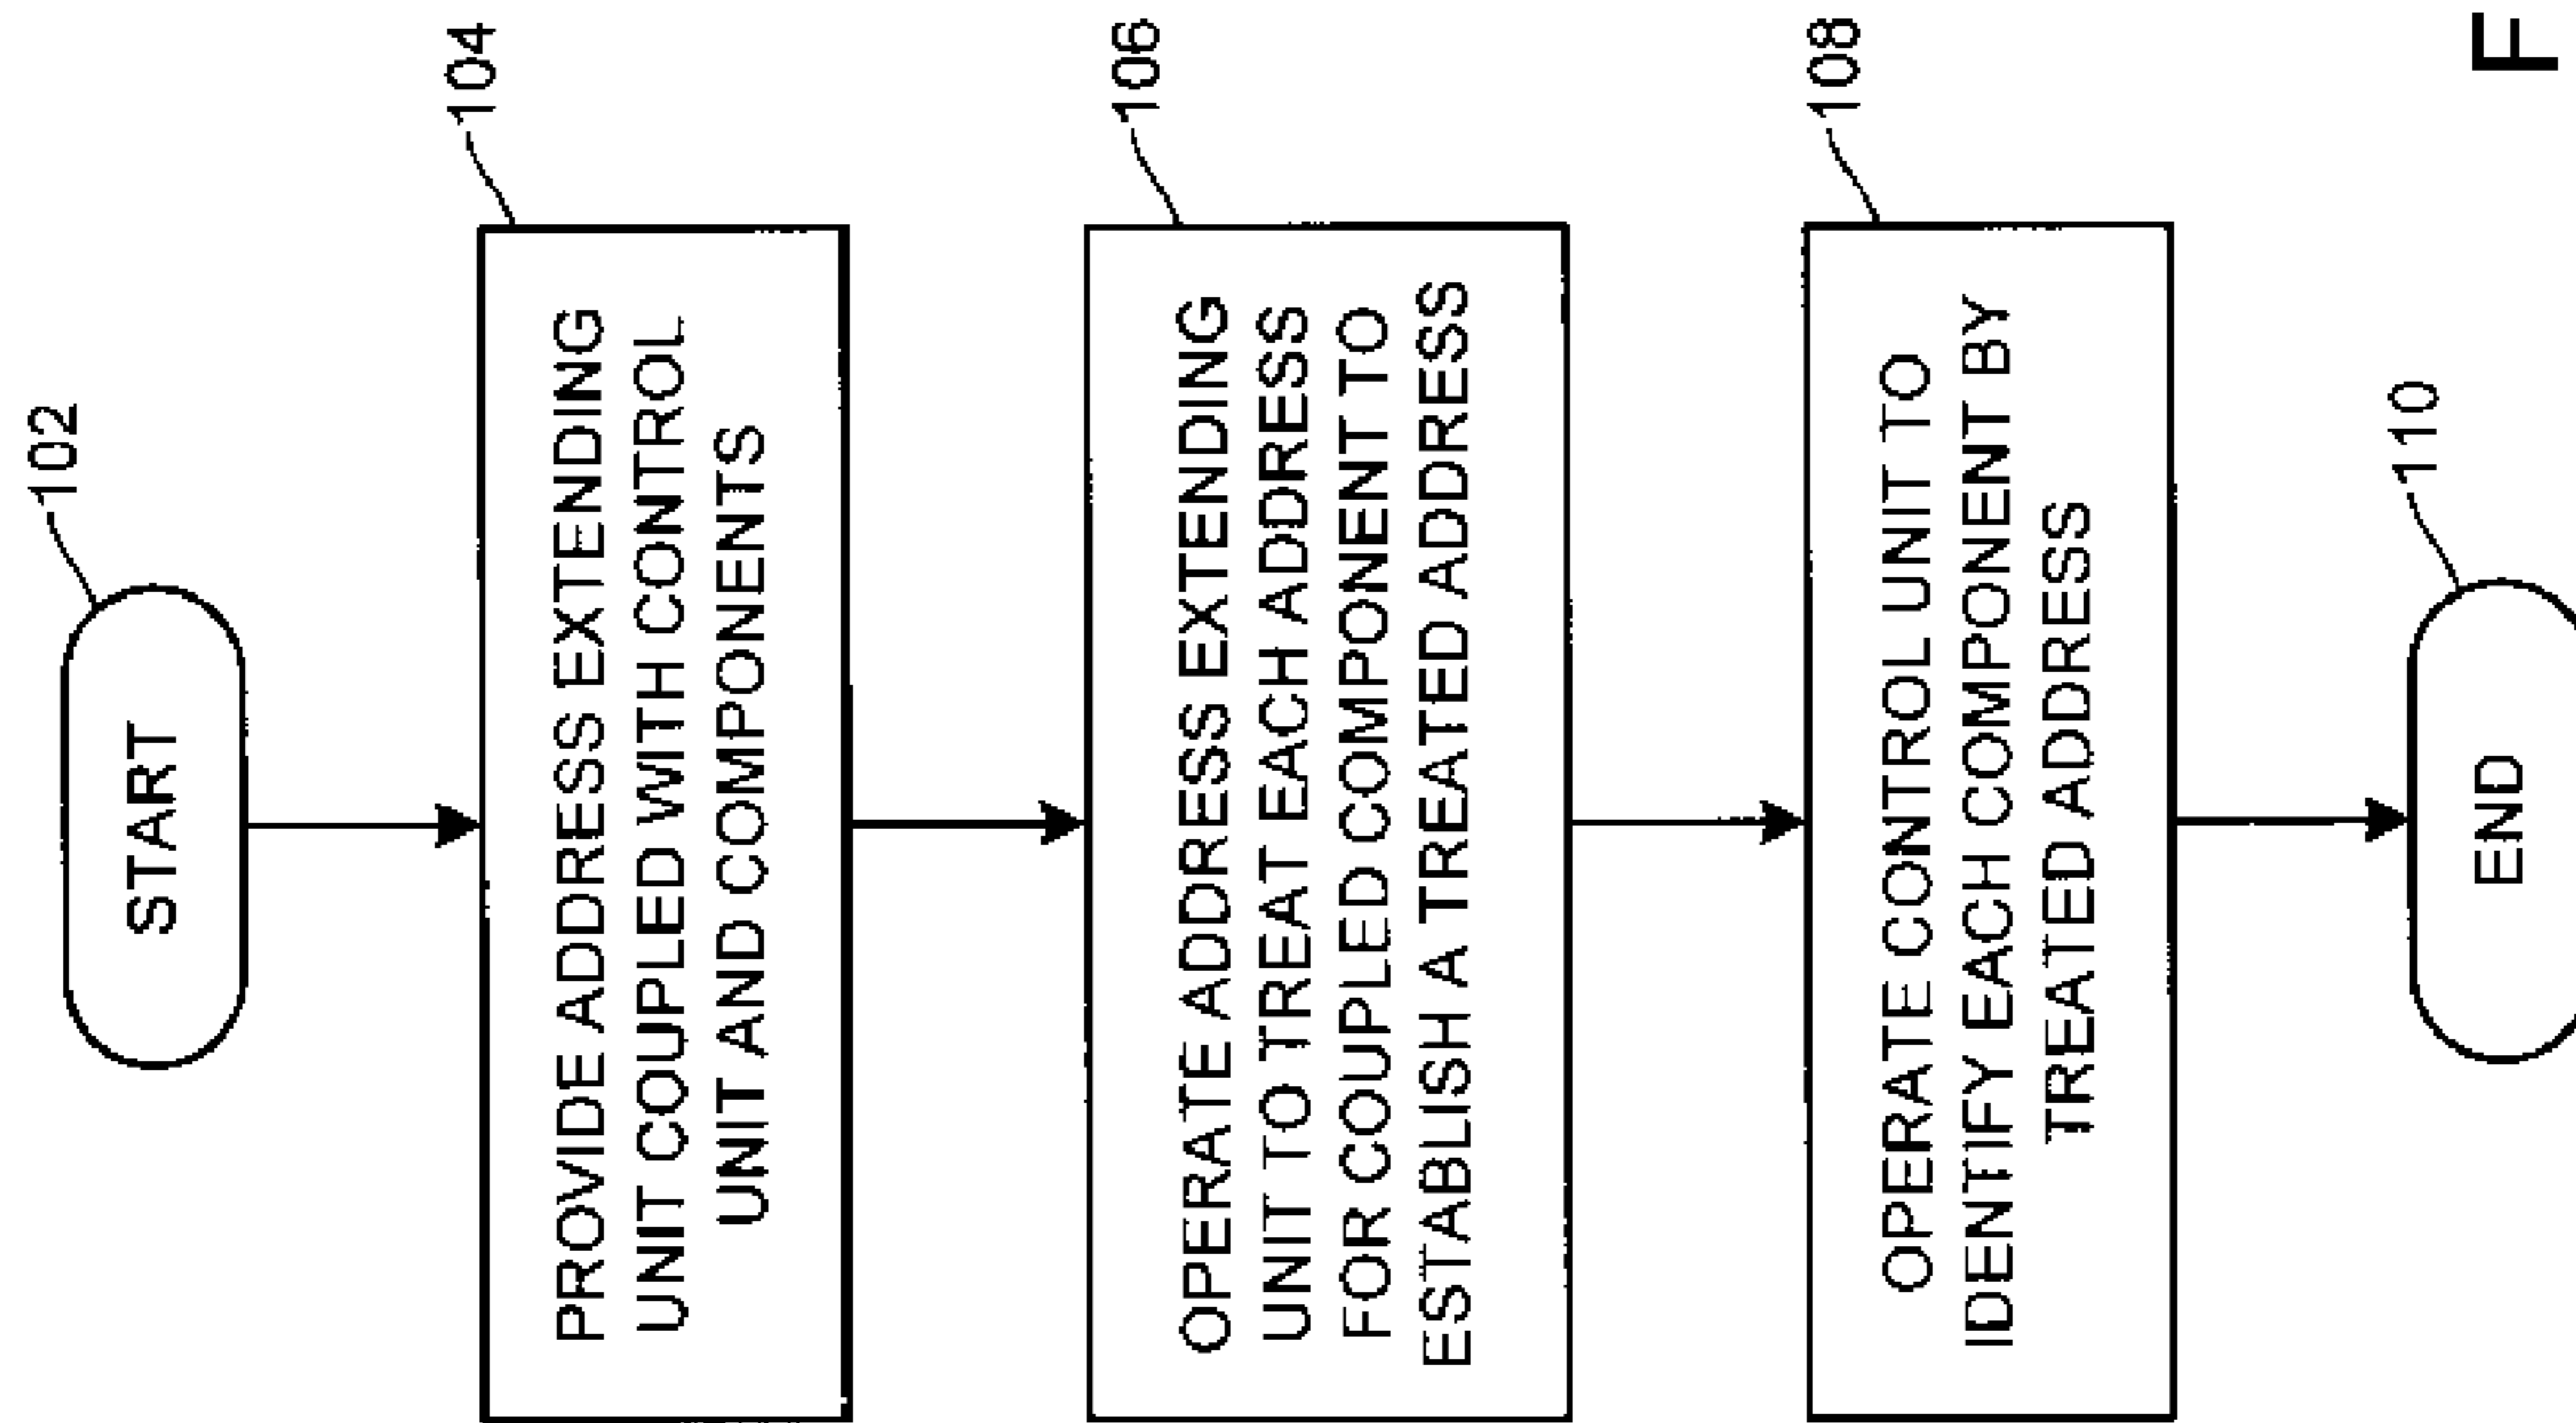 102
START
104
PROVIDE ADDRESS EXTENDING
UNIT COUPLED WITH CONTROL
UNIT AND COMPONENTS
106
OPERATE ADDRESS EXTENDING
UNIT TO TREAT EACH ADDRESS
FOR COUPLED COMPONENT TO
ESTABLISH A TREATED ADDRESS
108
OPERATE CONTROL UNIT TO
IDENTIFY EACH COMPONENT BY
TREATED ADDRESS
110
END
F